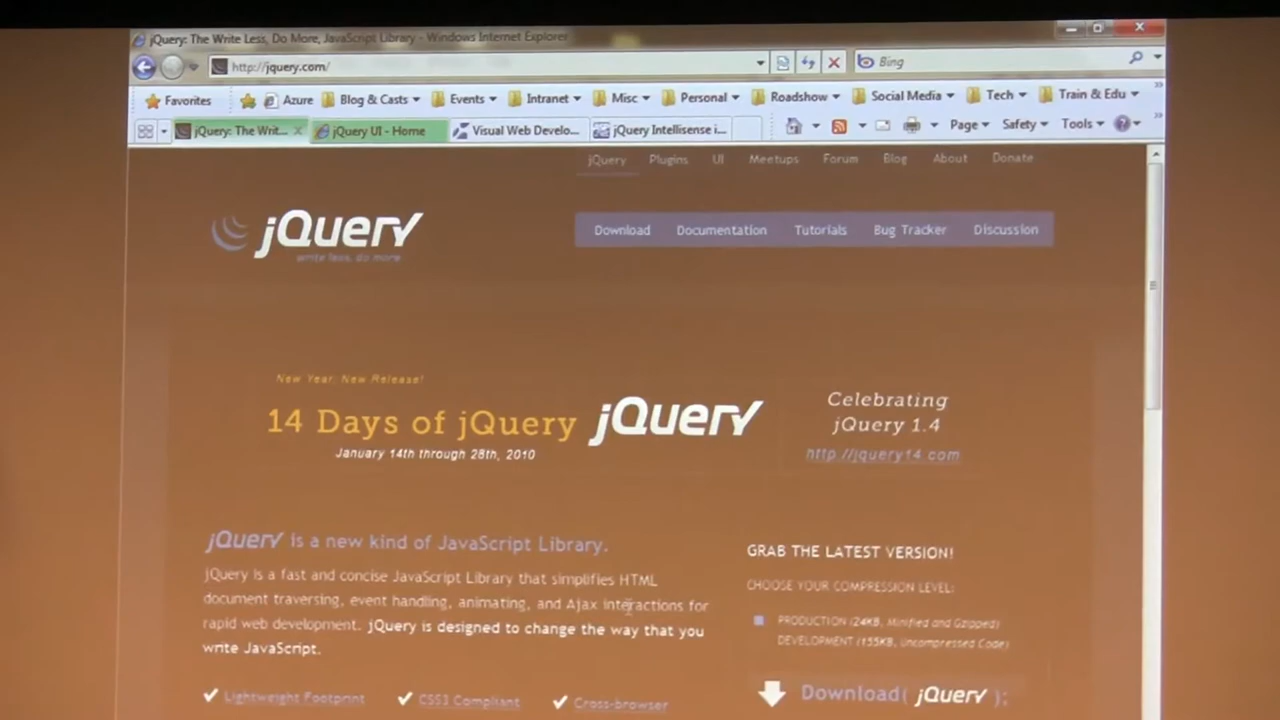 jQuery: The Write Less, Do More, JavaScript Library - Windows Internet Explorer
http://jquery.com/
Bing
Favorites Azure Blog & Casts Events Intranet Misc Personal Roadshow Social Media Tech Train & Edu
jQuery: The Writ... jQuery UI - Home Visual Web Develo... jQuery Intellisense i... Page Safety Tools
jQuery Plugins UI Meetups Forum Blog About Donate
jQuery
write less, do more
Download Documentation Tutorials Bug Tracker Discussion
New Year, New Release!
14 Days of jQuery
January 14th through 28th, 2010
jQuery
Celebrating
jQuery 1.4
http://jquery14.com
jQuery is a new kind of JavaScript Library.
jQuery is a fast and concise JavaScript Library that simplifies HTML
document traversing, event handling, animating, and Ajax interactions for
rapid web development. jQuery is designed to change the way that you
write JavaScript.
Lightweight Footprint CSS3 Compliant Cross-browser
GRAB THE LATEST VERSION!
CHOOSE YOUR COMPRESSION LEVEL:
PRODUCTION (24KB, Minified and Gzipped)
DEVELOPMENT (155KB, Uncompressed Code)
Download( jQuery );